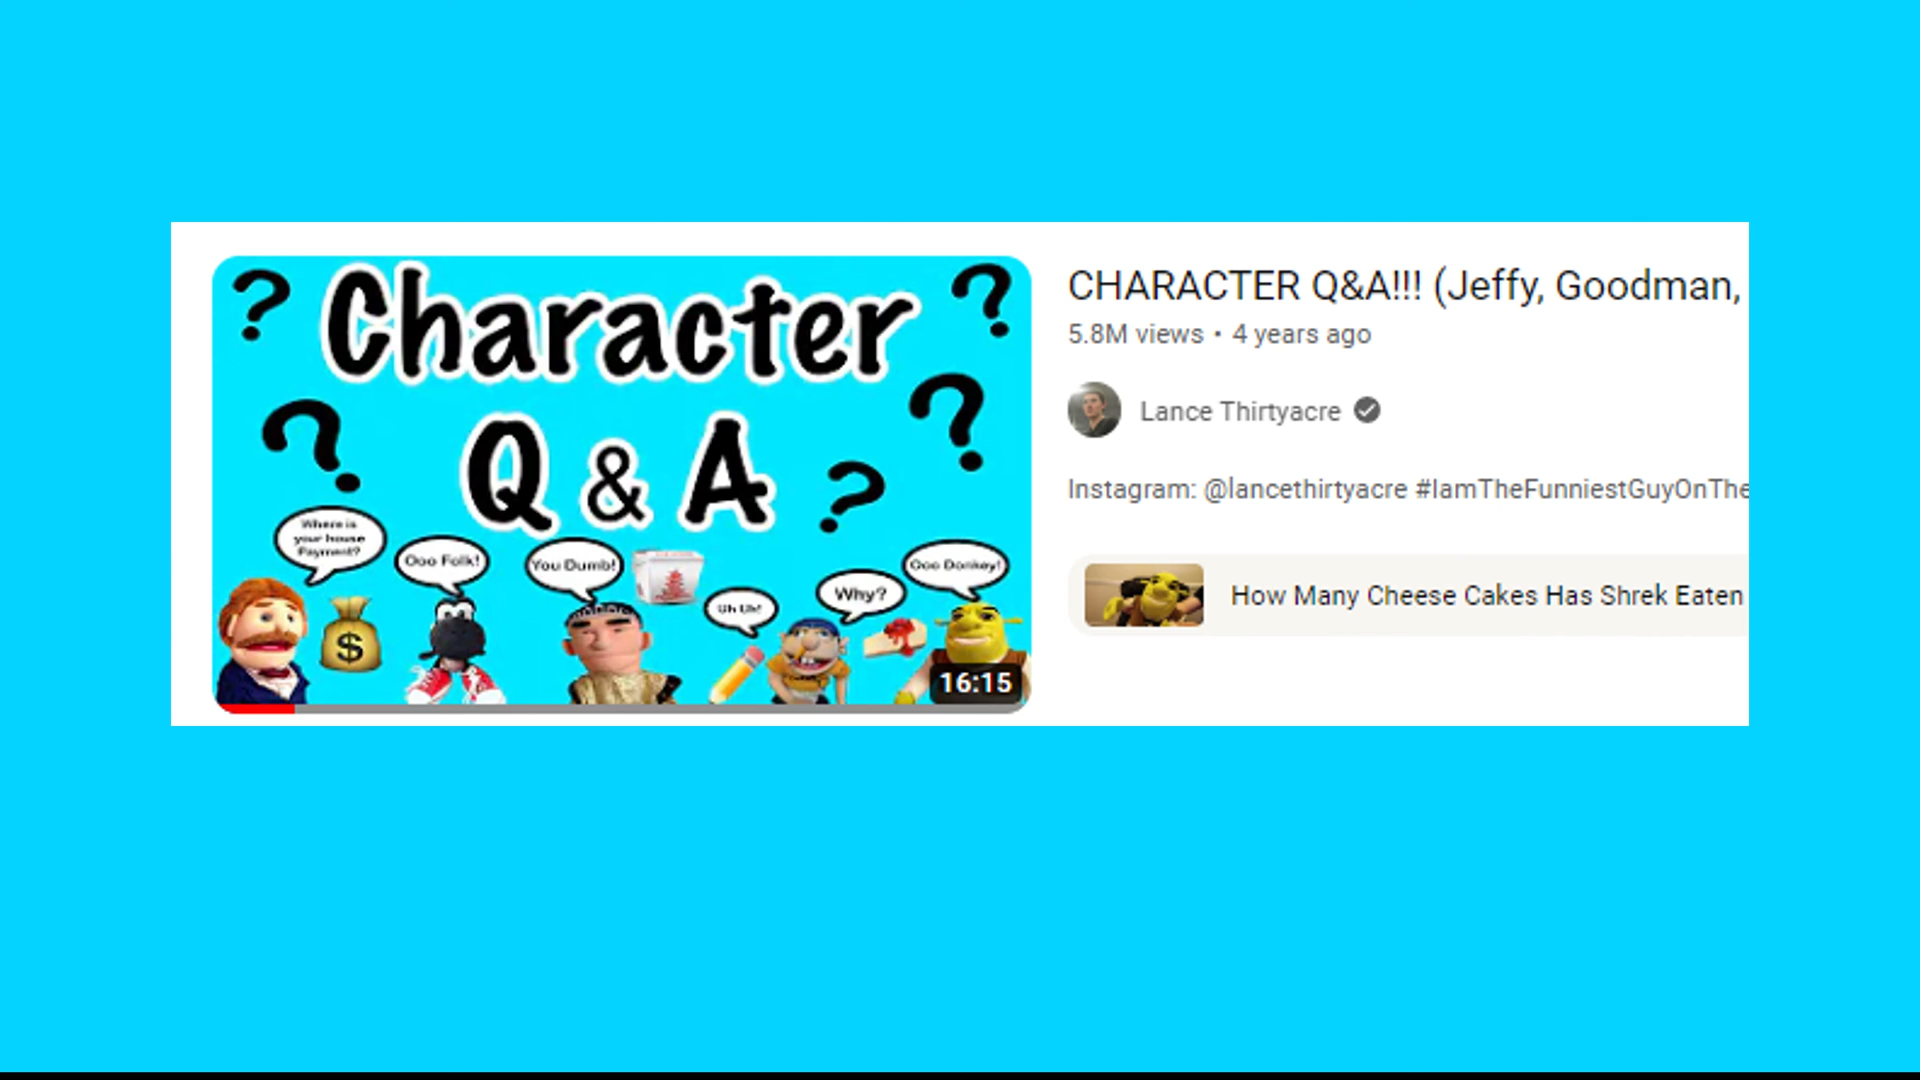 ? Character ?
? Q & A ? ?
Where is
your house
Payment?
Ooo Folk!
You Dumb!
Uh Uh!
Why?
Ooo Donkey!
$
16:15
CHARACTER Q&A!!! (Jeffy, Goodman,
5.8M views • 4 years ago
Lance Thirtyacre
Instagram: @lancethirtyacre #IamTheFunniestGuyOnThe
How Many Cheese Cakes Has Shrek Eaten